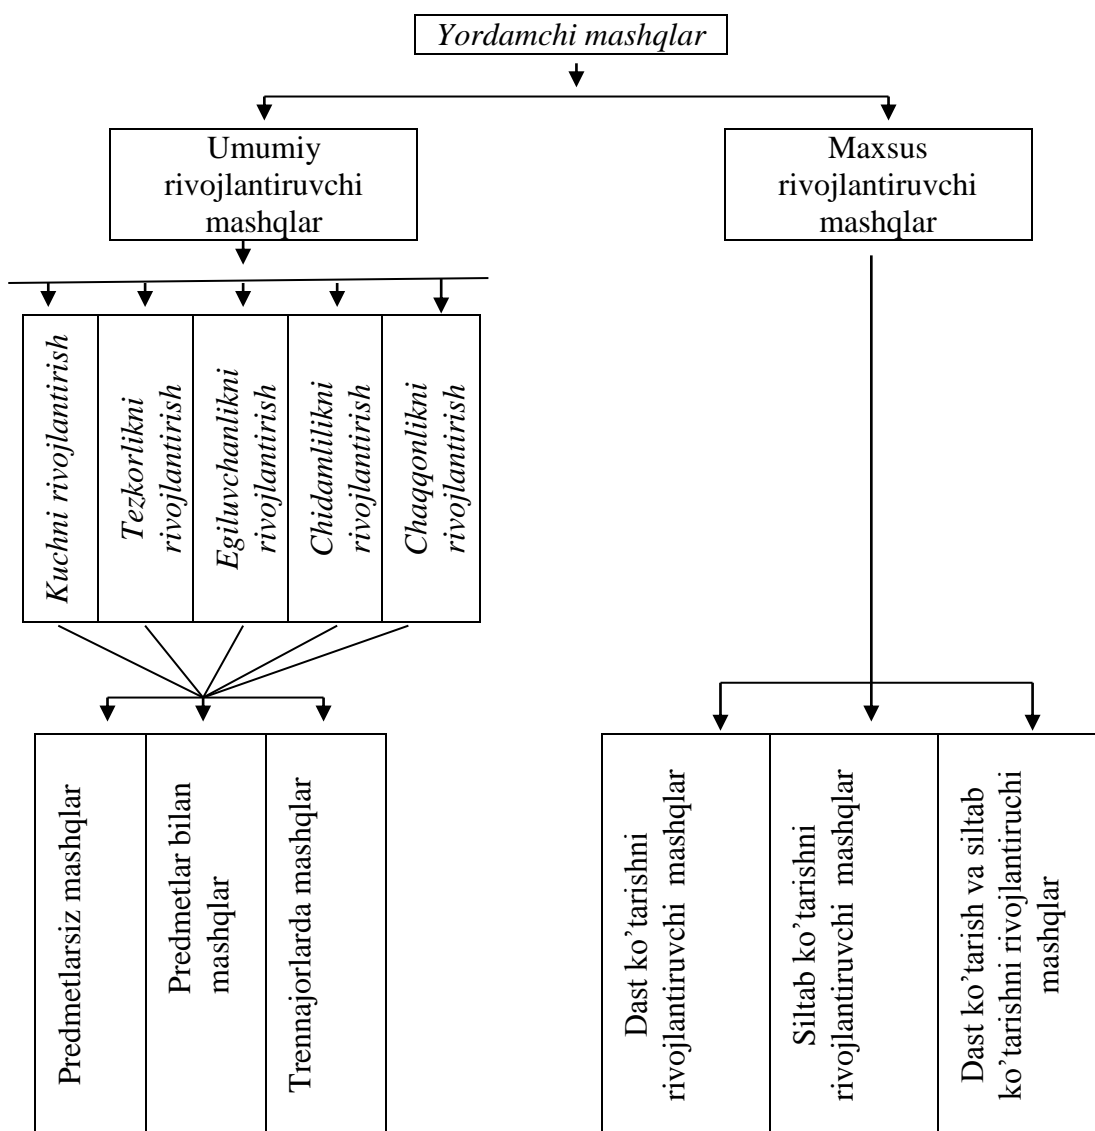 Yordamchi mashqlar
Umumiy
rivojlantiruvchi
mashqlar
Maxsus
rivojlantiruvchi
mashqlar
Kuchni rivojlantirish
Tezkorlikni
rivojlantirish
Egiluvchanlikni
rivojlantirish
Chidamlilikni
rivojlantirish
Chaqqonlikni
rivojlantirish
Predmetlarsiz mashqlar
Predmetlar bilan
mashqlar
Trennajorlarda mashqlar
Dast ko’tarishni
rivojlantiruvchi mashqlar
Siltab ko’tarishni
rivojlantiruvchi mashqlar
Dast ko’tarish va siltab
ko’tarishni rivojlantiruchi
mashqlar